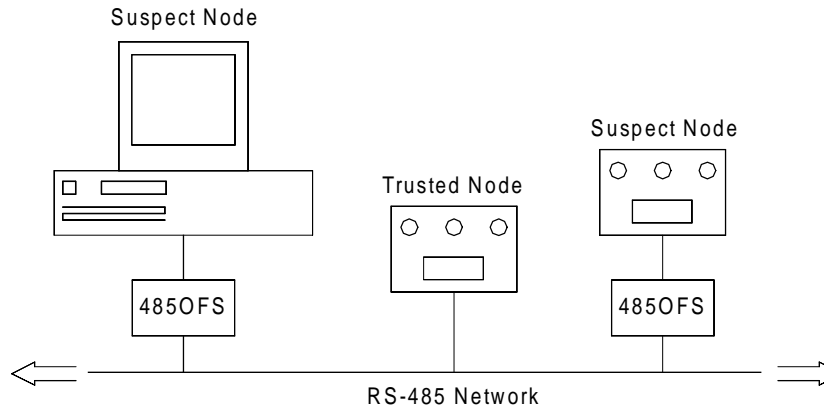 Suspect Node
Suspect Node
Trusted Node
485OFS
485OFS
RS-485 Network